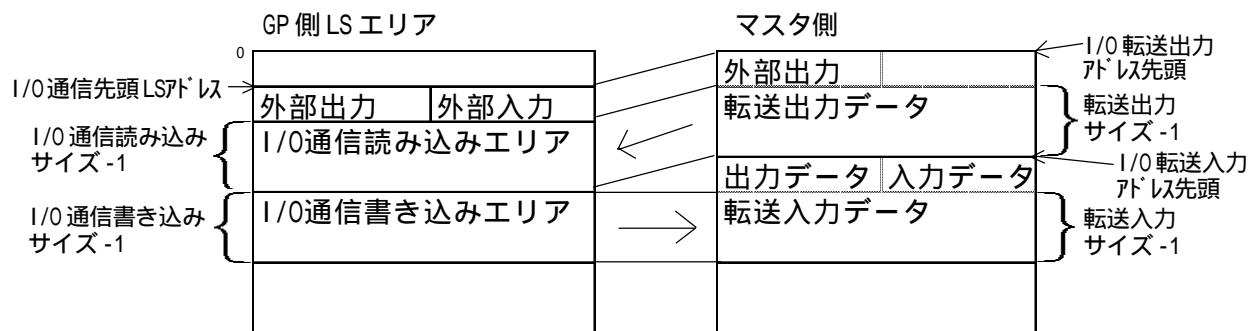 GP側LSエリア
マスタ側
0
I/O通信先頭LSｱﾄﾞﾚｽ
外部出力
外部入力
I/O通信読み込み
サイズ-1
I/O通信読み込みエリア
I/O通信書き込み
サイズ-1
I/O通信書き込みエリア
外部出力
転送出力データ
出力データ
入力データ
転送入力データ
I/O転送出力
ｱﾄﾞﾚｽ先頭
転送出力
サイズ-1
I/O転送入力
ｱﾄﾞﾚｽ先頭
転送入力
サイズ-1